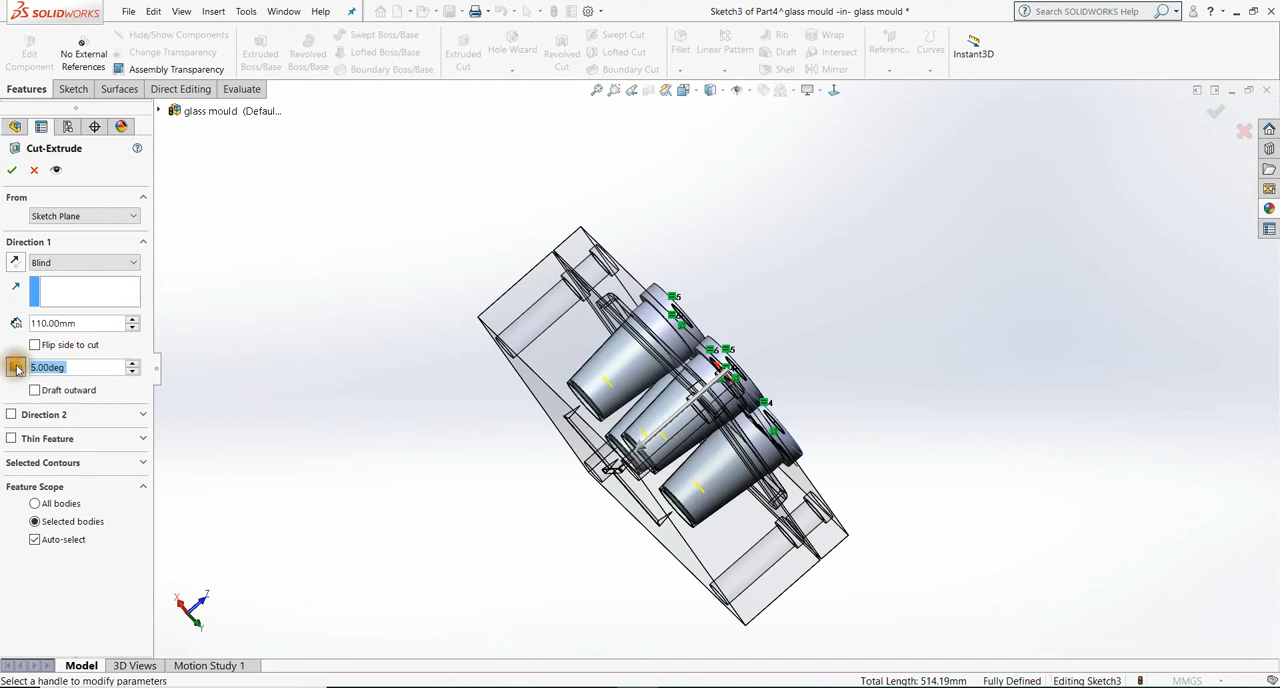 SOLIDWORKS File Edit View Insert Tools Window Help Sketch3 of Part4^glass mould -in- glass mould * Search SOLIDWORKS Help
Edit Component
No External References
Hide/Show Components
Change Transparency
Assembly Transparency
Extruded Boss/Base
Revolved Boss/Base
Swept Boss/Base
Lofted Boss/Base
Boundary Boss/Base
Extruded Cut
Hole Wizard
Revolved Cut
Swept Cut
Lofted Cut
Boundary Cut
Fillet
Linear Pattern
Rib
Draft
Shell
Wrap
Intersect
Mirror
Referenc...
Curves
Instant3D
Features Sketch Surfaces Direct Editing Evaluate
glass mould (Defaul...
Cut-Extrude
From
Sketch Plane
Direction 1
Blind
110.00mm
Flip side to cut
5.00deg
Draft outward
Direction 2
Thin Feature
Selected Contours
Feature Scope
All bodies
Selected bodies
Auto-select
5
6 5
4
X Z
Y
Model 3D Views Motion Study 1
Select a handle to modify parameters Total Length: 514.19mm Fully Defined Editing Sketch3 MMGS